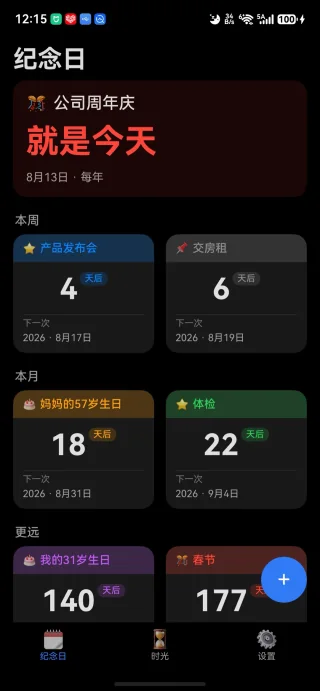 12:15
34 B/s
5A
100
纪念日
公司周年庆
就是今天
8月13日 · 每年
本周
产品发布会
交房租
4 天后
6 天后
下一次
下一次
2026 · 8月17日
2026 · 8月19日
本月
妈妈的57岁生日
体检
18 天后
22 天后
下一次
下一次
2026 · 8月31日
2026 · 9月4日
更远
我的31岁生日
春节
140 天后
177
+
纪念日
时光
设置